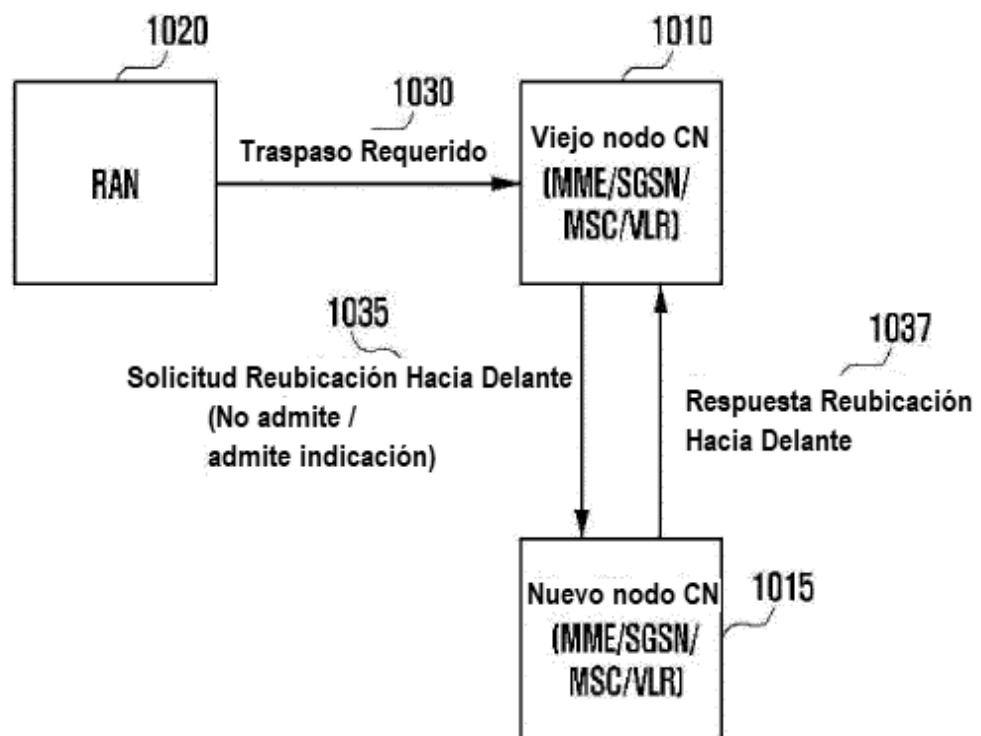 1020
1010
1030
Traspaso Requerido
RAN
Viejo nodo CN
(MME/SGSN/
MSC/VLR)
1035
Solicitud Reubicación Hacia Delante
(No admite /
admite indicación)
1037
Respuesta Reubicación
Hacia Delante
Nuevo nodo CN
(MME/SGSN/
MSC/VLR)
1015